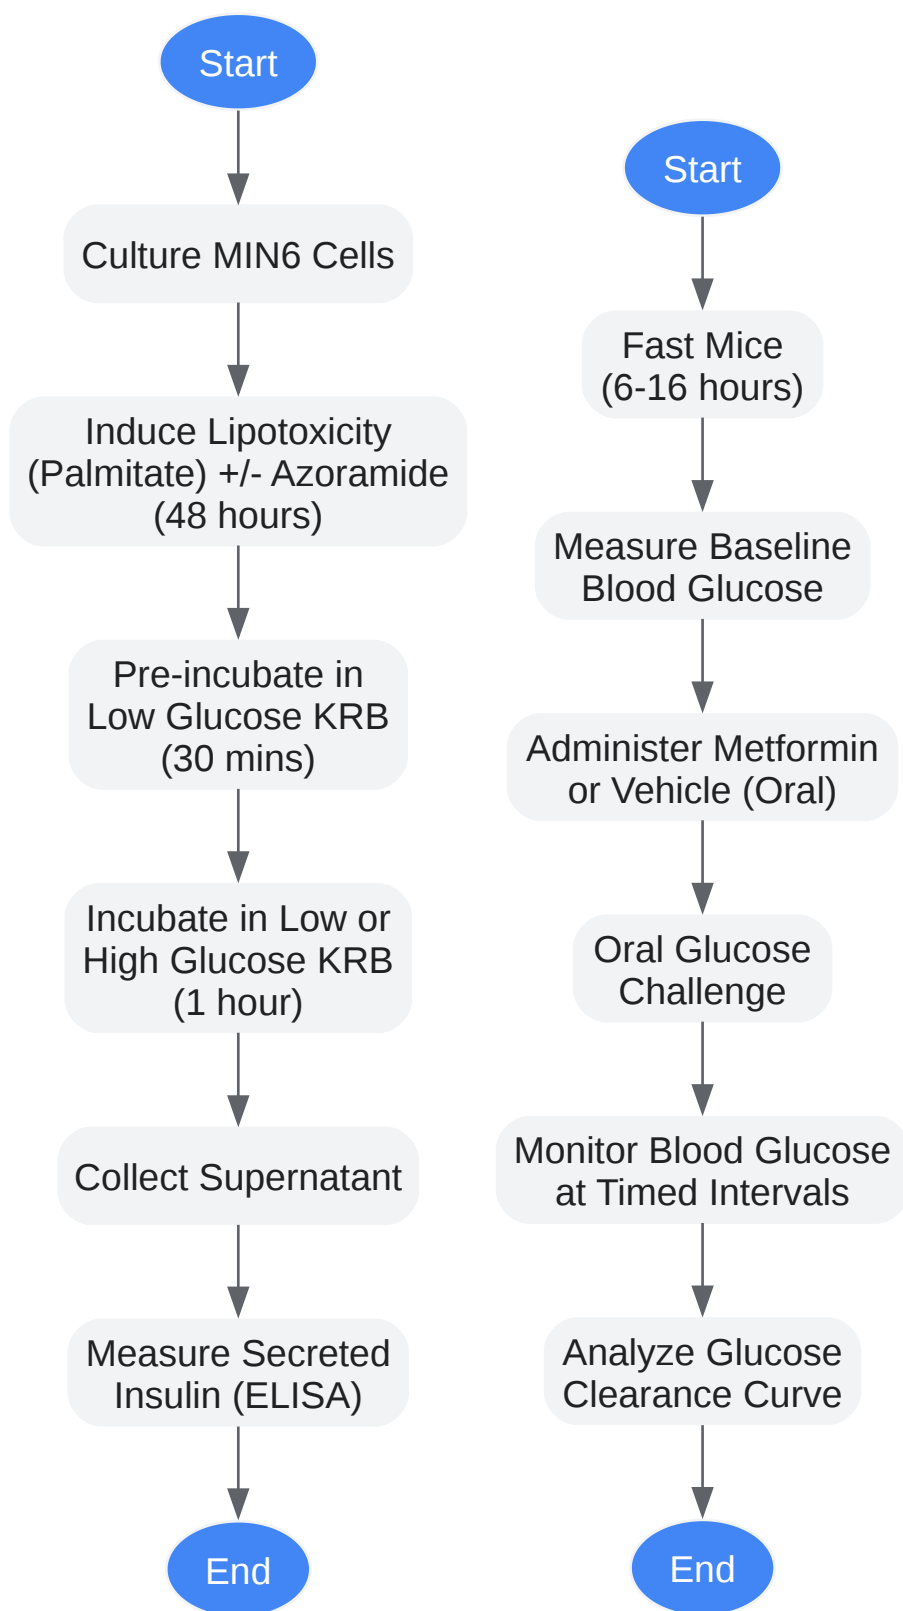 Start
Culture MIN6 Cells
Induce Lipotoxicity
(Palmitate) +/- Azoramide
(48 hours)
Pre-incubate in
Low Glucose KRB
(30 mins)
Incubate in Low or
High Glucose KRB
(1 hour)
Collect Supernatant
Measure Secreted
Insulin (ELISA)
End
Start
Fast Mice
(6-16 hours)
Measure Baseline
Blood Glucose
Administer Metformin
or Vehicle (Oral)
Oral Glucose
Challenge
Monitor Blood Glucose
at Timed Intervals
Analyze Glucose
Clearance Curve
End